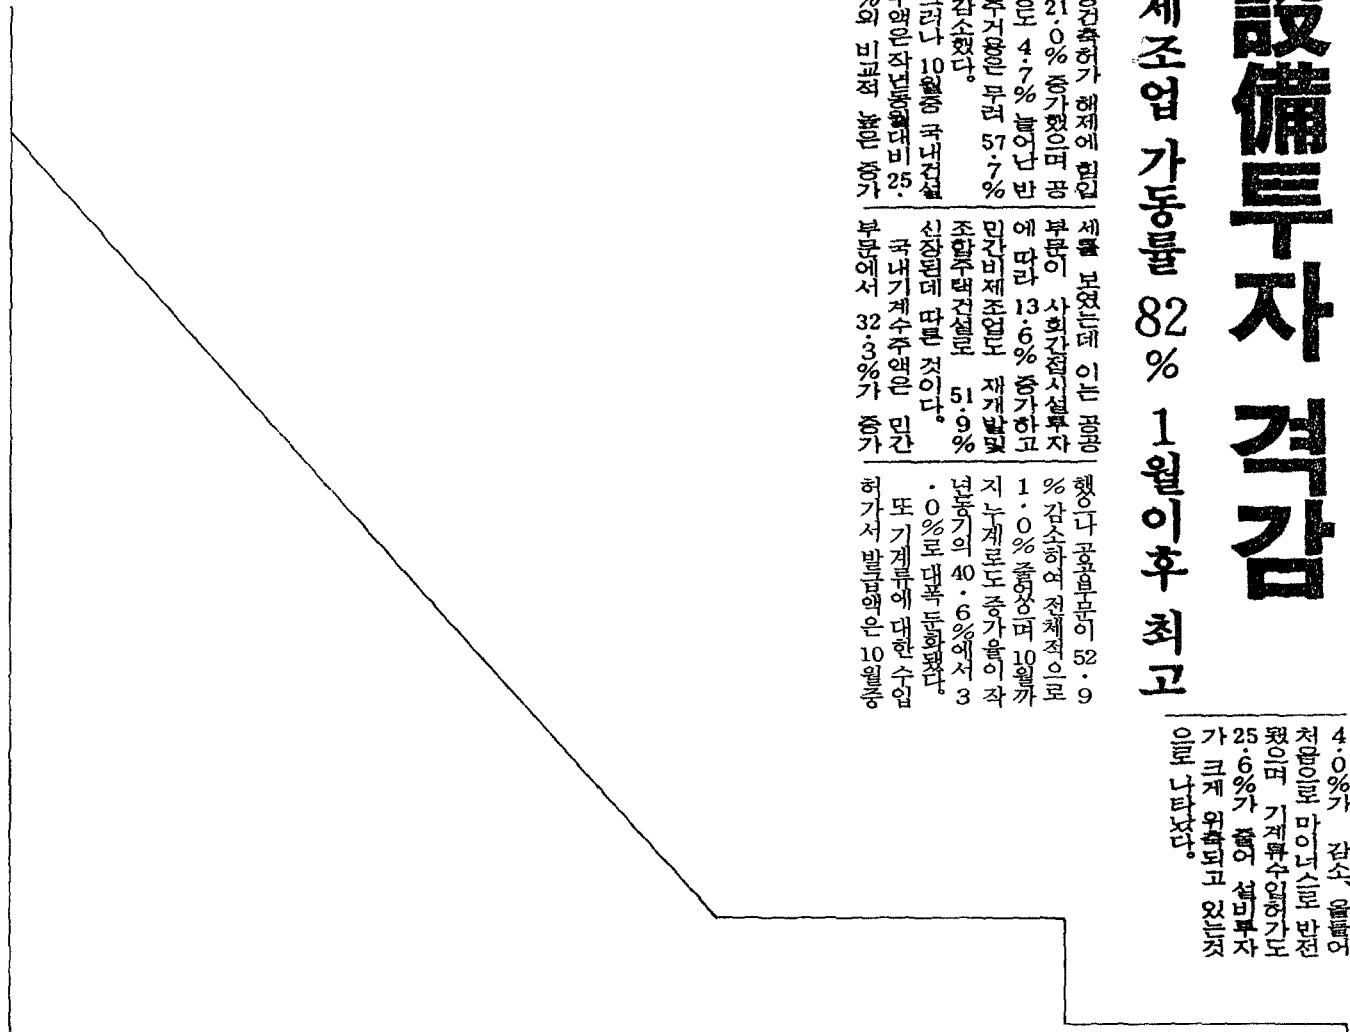 設備투자 격감
제조업 가동률 82% 1월이후 최고
4·0%가 감소, 올들어
처음으로 마이너스로 반전
됐으며 기계류수입허가도
25·6%가 줄어 설비투자
가 크게 위축되고 있는것
으로 나타났다。
건축허가 해제에 힘입
21·0% 증가했으며 공
도 4·7% 늘어난 반
주거용은 무려 57·7%
감소했다。
그러나 10월중 국내건설
액은 작년동월대비 25·
%의 비교적 높은 증가
세를 보였는데 이는 공공
부문이 사회간접시설투자
에 따라 13·6% 증가하고
민간비제조업도 재개발및
조합주택건설로 51·9%
신장된데 따른 것이다。
국내기계수주액은 민간
부문에서 32·3%가 증가
했으나 공공부문이 52·9
%감소하여 전체적으로
1·0% 줄었으며 10월까
지 누계로도 증가율이 작
년동기의 40·6%에서 3
·0%로 대폭 둔화됐다。
또 기계류에 대한 수입
허가서 발급액은 10월중